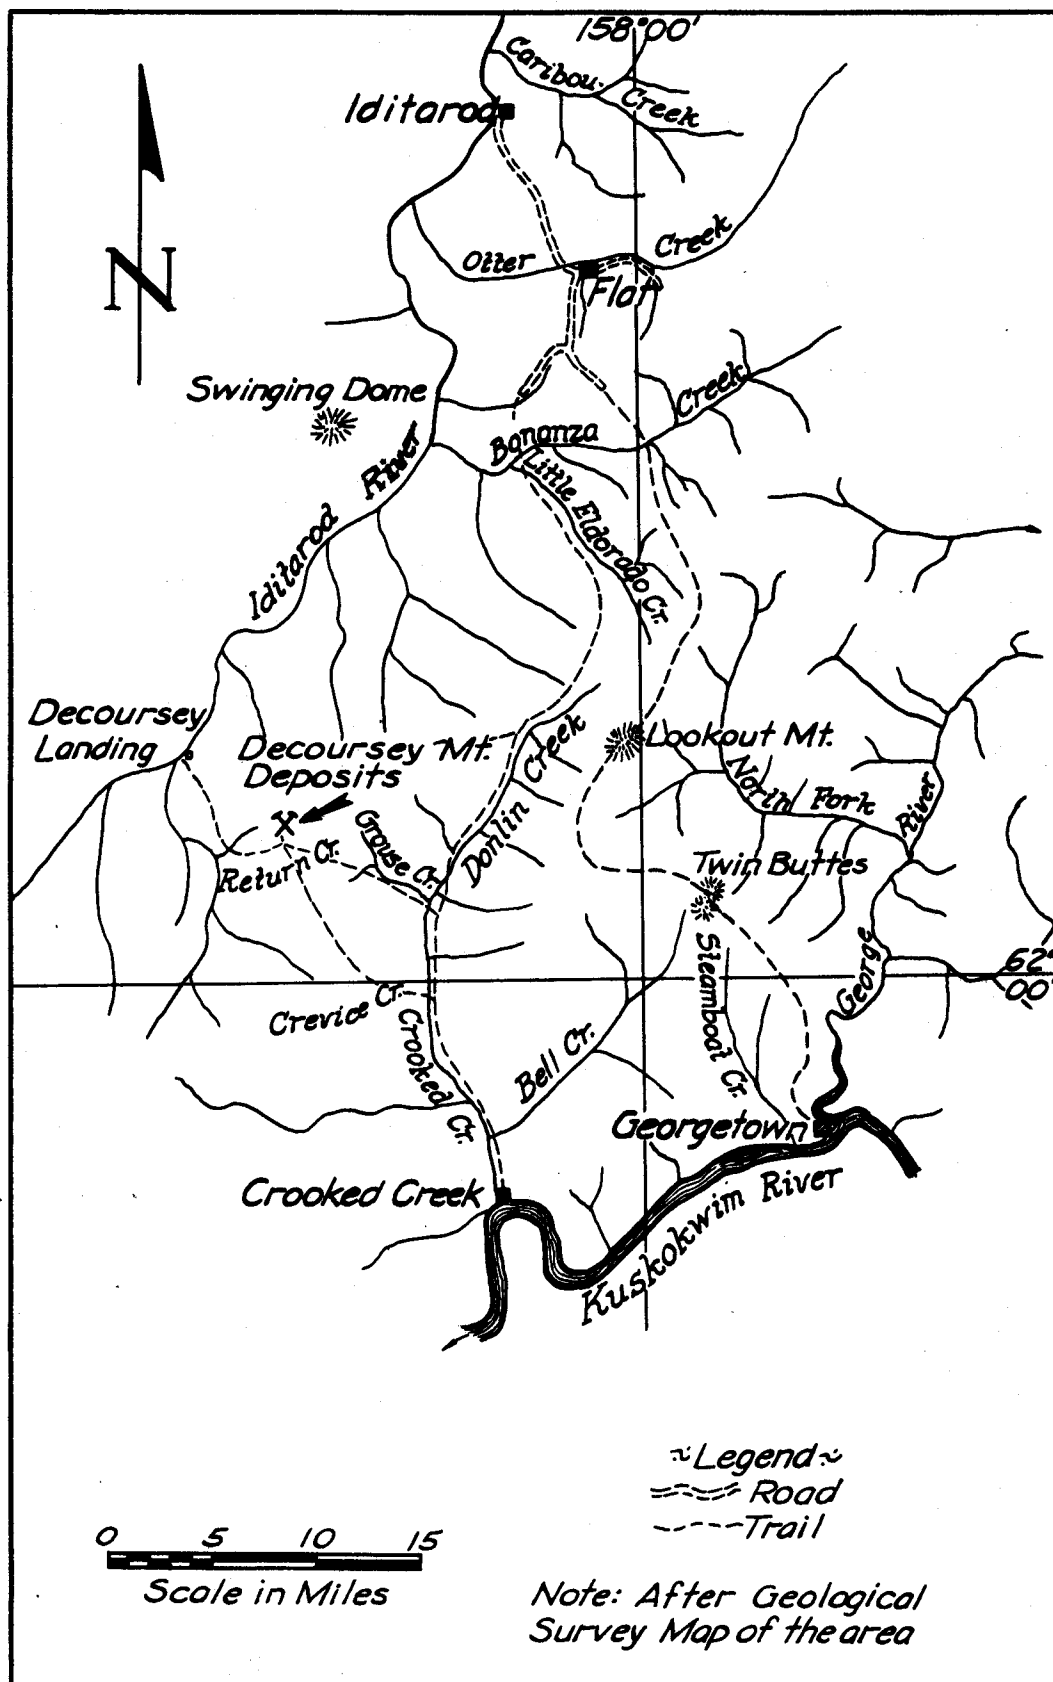 158°00'
Caribou
Creek
Iditarod
N
Otter
Creek
Flat
Swinging Dome
Creek
Bonanza
Little Eldorado Cr.
Iditarod River
Decoursey
Landing
Decoursey Mt.
Deposits
Lookout Mt.
Donlin Creek
North Fork
River
Grouse Cr.
Return Cr.
Twin Buttes
George
62°
00'
Steamboat Cr.
Crevice Cr.
Crooked Cr.
Bell Cr.
Georgetown
Crooked Creek
Kuskokwim River
Legend
Road
Trail
0 5 10 15
Scale in Miles
Note: After Geological
Survey Map of the area